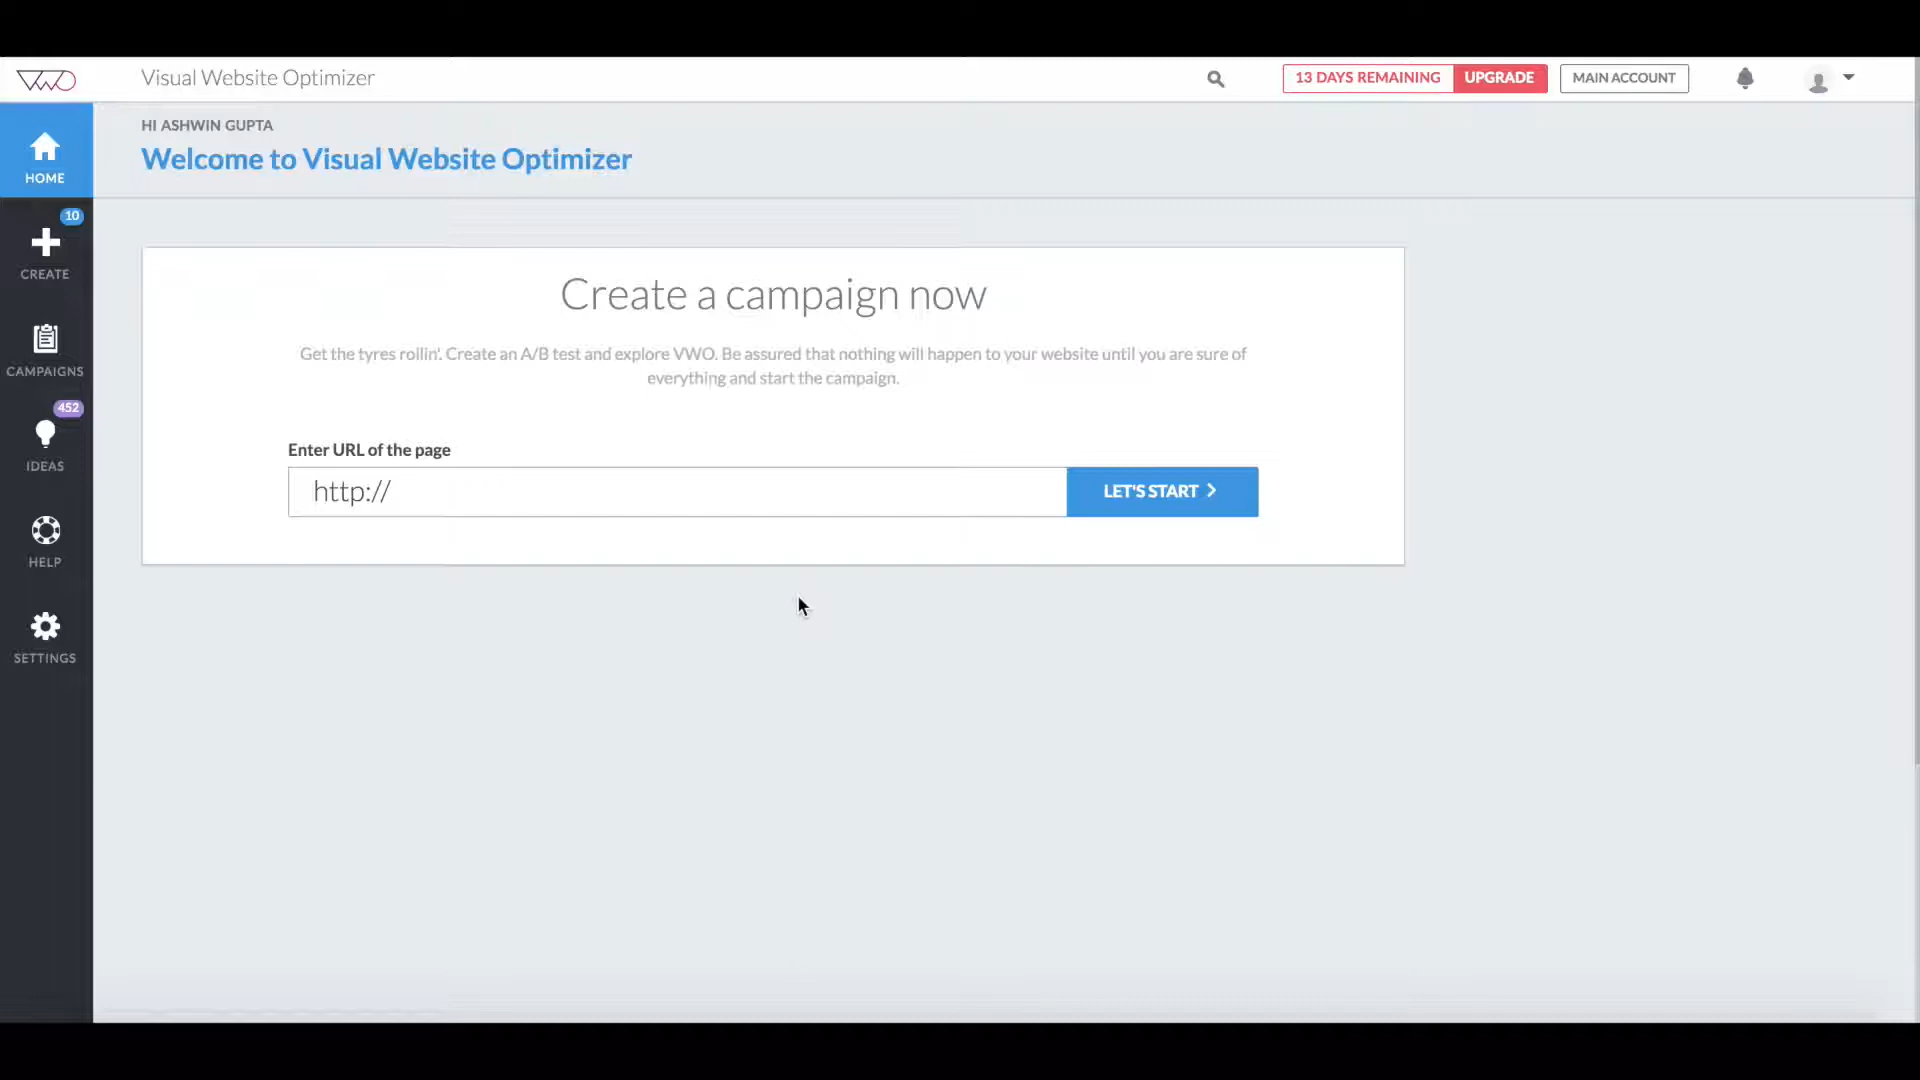 VWO
Visual Website Optimizer
13 DAYS REMAINING
UPGRADE
MAIN ACCOUNT
HI ASHWIN GUPTA
Welcome to Visual Website Optimizer
HOME
10
CREATE
CAMPAIGNS
452
IDEAS
HELP
SETTINGS
Create a campaign now
Get the tyres rollin'. Create an A/B test and explore VWO. Be assured that nothing will happen to your website until you are sure of
everything and start the campaign.
Enter URL of the page
http://
LET'S START